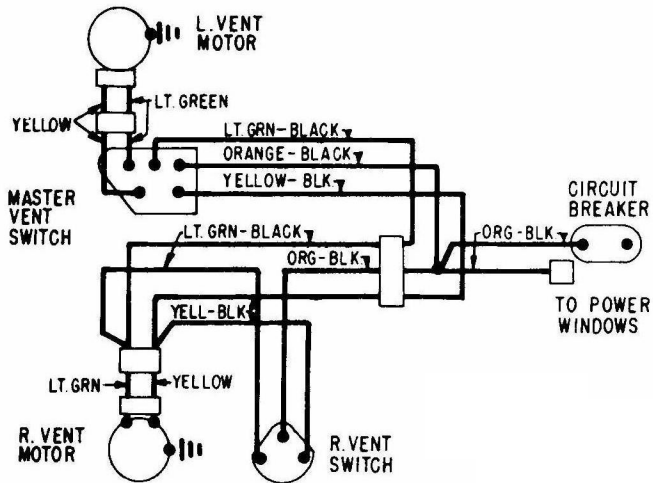 L. VENT
MOTOR
LT. GREEN
YELLOW
LT. GRN-BLACK
ORANGE-BLACK
YELLOW-BLK
MASTER
VENT
SWITCH
CIRCUIT
BREAKER
LT. GRN-BLACK
ORG-BLK
ORG-BLK
TO POWER
WINDOWS
YELL-BLK
LT. GRN
YELLOW
R. VENT
MOTOR
R. VENT
SWITCH